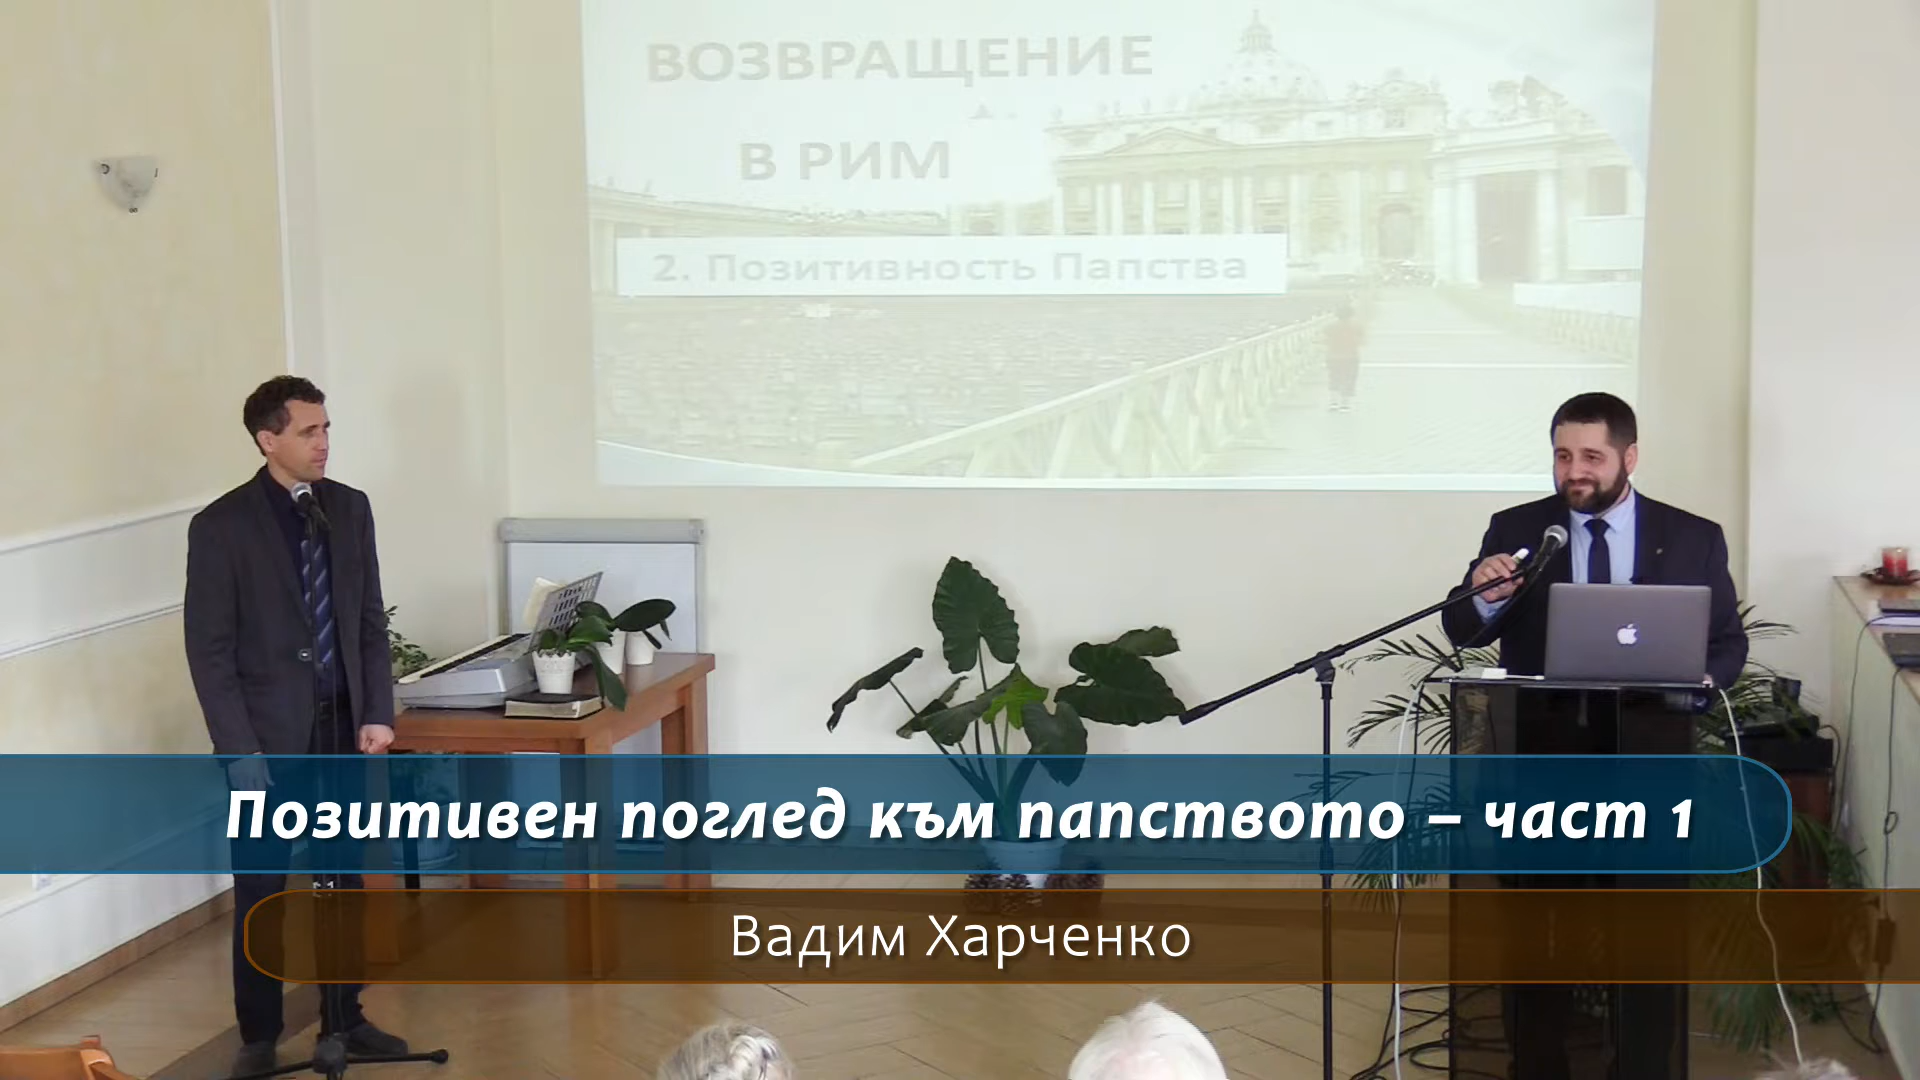 ВОЗВРАЩЕНИЕ
В РИМ
2. Позитивность Папства
Позитивен поглед към папството – част 1
Вадим Харченко